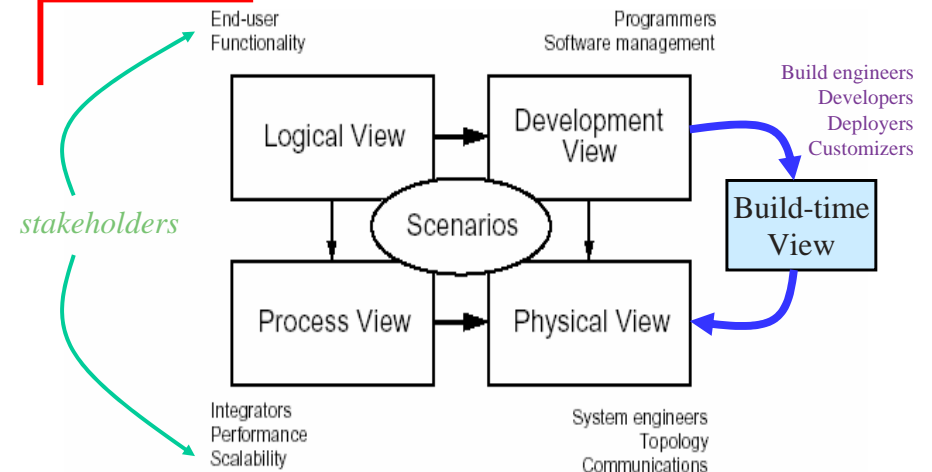 End-user
Functionality
Programmers
Software management
Build engineers
Developers
Deployers
Customizers
Logical View
Development
View
stakeholders
Scenarios
Build-time
View
Process View
Physical View
Integrators
Performance
Scalability
System engineers
Topology
Communications